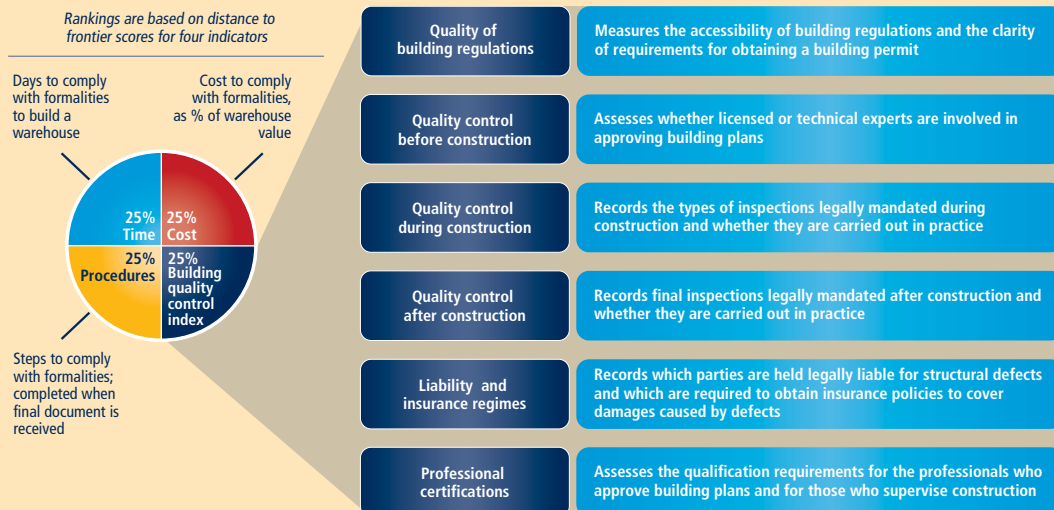 Rankings are based on distance to
frontier scores for four indicators
Days to comply
with formalities
to build a
warehouse
Cost to comply
with formalities,
as % of warehouse
value
25%
Time
25%
Cost
25%
Procedures
25%
Building
quality
control
index
Steps to comply
with formalities;
completed when
final document is
received
Quality of
building regulations
Measures the accessibility of building regulations and the clarity
of requirements for obtaining a building permit
Quality control
before construction
Assesses whether licensed or technical experts are involved in
approving building plans
Quality control
during construction
Records the types of inspections legally mandated during
construction and whether they are carried out in practice
Quality control
after construction
Records final inspections legally mandated after construction and
whether they are carried out in practice
Liability and
insurance regimes
Records which parties are held legally liable for structural defects
and which are required to obtain insurance policies to cover
damages caused by defects
Professional
certifications
Assesses the qualification requirements for the professionals who
approve building plans and for those who supervise construction